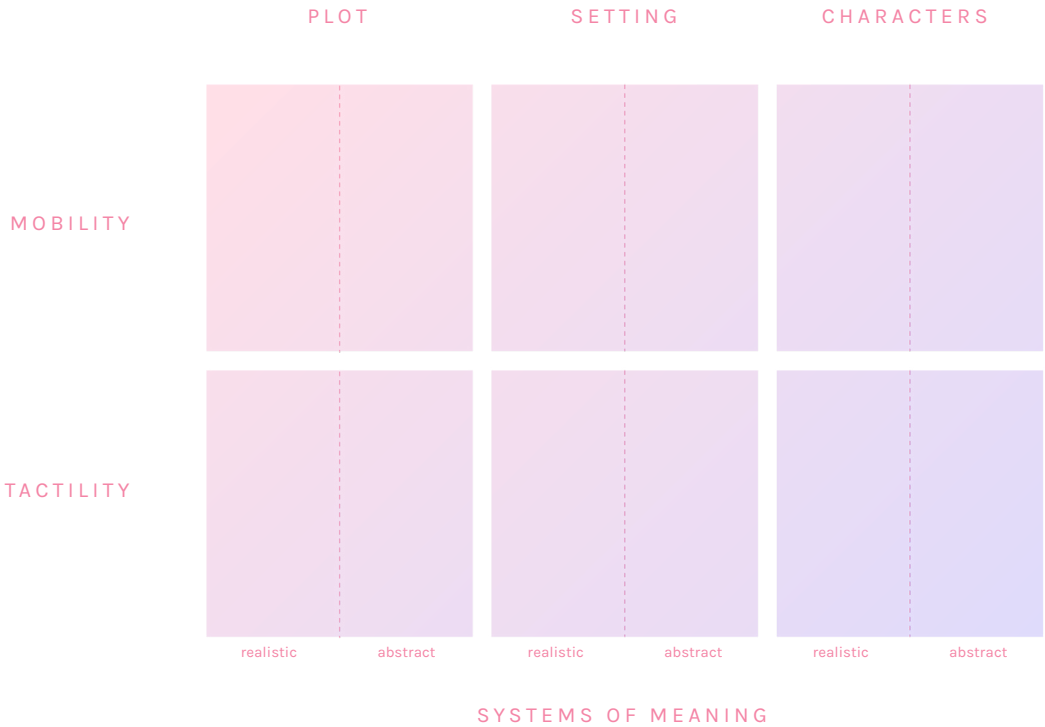 PLOT SETTING CHARACTERS
MOBILITY
TACTILITY
realistic abstract realistic abstract realistic abstract
SYSTEMS OF MEANING